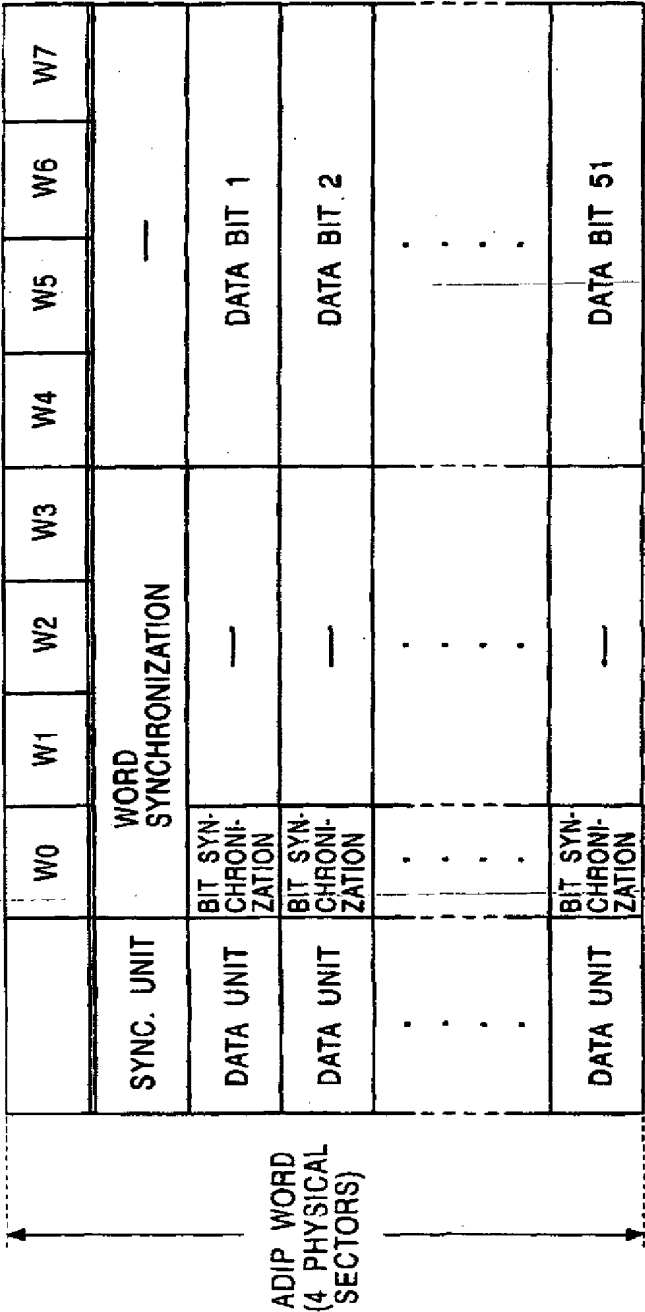 W0 W1 W2 W3 W4 W5 W6 W7
SYNC. UNIT
WORD
SYNCHRONIZATION
—
DATA UNIT
BIT SYN-
CHRONI-
ZATION
—
DATA BIT 1
DATA UNIT
BIT SYN-
CHRONI-
ZATION
—
DATA BIT 2
. . . .
. . . .
. . . .
. . . .
DATA UNIT
BIT SYN-
CHRONI-
ZATION
—
DATA BIT 51
ADIP WORD
(4 PHYSICAL
SECTORS)